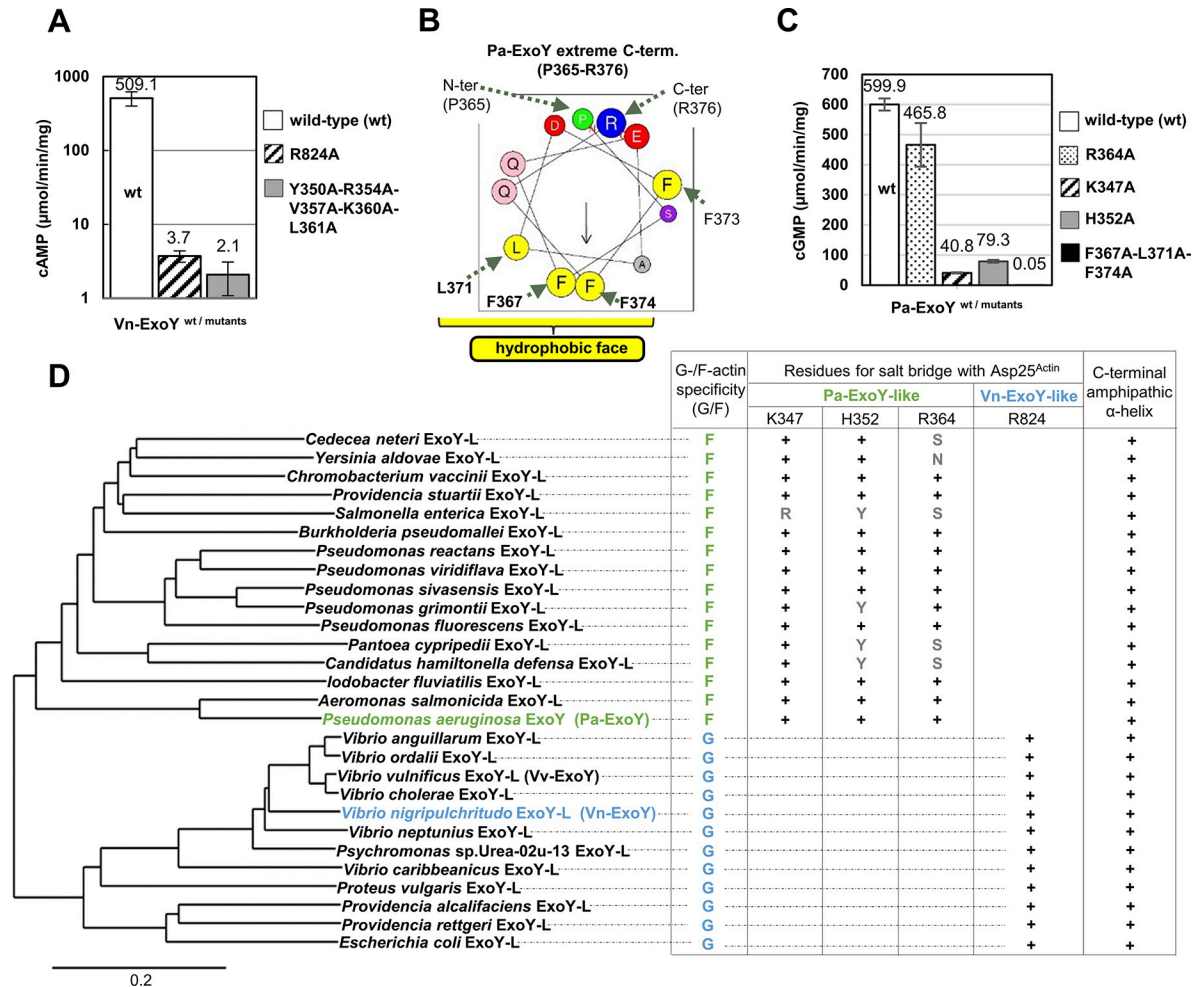 A
1000
100
10
1
cAMP (µmol/min/mg)
509.1
wt
3.7
2.1
Vn-ExoY wt / mutants
wild-type (wt)
R824A
Y350A-R354A-
V357A-K360A-
L361A
B
Pa-ExoY extreme C-term.
(P365-R376)
N-ter
(P365)
C-ter
(R376)
D
P
N
R
E
Q
Q
F
S
F373
L
A
L371
F
F
F367
F374
hydrophobic face
C
700
600
500
400
300
200
100
0
cGMP (µmol/min/mg)
599.9
465.8
wt
40.8
79.3
0.05
Pa-ExoY wt / mutants
wild-type (wt)
R364A
K347A
H352A
F367A-L371A-
F374A
D
G-/F-actin
specificity
(G/F)
Residues for salt bridge with Asp25Actin
C-terminal
amphipathic
α-helix
Pa-ExoY-like
Vn-ExoY-like
K347 H352 R364 R824
Cedecea neteri ExoY-L F + + S +
Yersinia aldovae ExoY-L F + + N +
Chromobacterium vaccinii ExoY-L F + + + +
Providencia stuartii ExoY-L F + + + +
Salmonella enterica ExoY-L F R Y S +
Burkholderia pseudomallei ExoY-L F + + + +
Pseudomonas reactans ExoY-L F + + + +
Pseudomonas viridiflava ExoY-L F + + + +
Pseudomonas sivasensis ExoY-L F + + + +
Pseudomonas grimontii ExoY-L F + Y + +
Pseudomonas fluorescens ExoY-L F + + + +
Pantoea cypripedii ExoY-L F + Y S +
Candidatus hamiltonella defensa ExoY-L F + Y S +
Iodobacter fluviatilis ExoY-L F + + + +
Aeromonas salmonicida ExoY-L F + + + +
Pseudomonas aeruginosa ExoY (Pa-ExoY) F + + + +
Vibrio anguillarum ExoY-L G + +
Vibrio ordalii ExoY-L G + +
Vibrio vulnificus ExoY-L (Vv-ExoY) G + +
Vibrio cholerae ExoY-L G + +
Vibrio nigripulchritudo ExoY-L (Vn-ExoY) G + +
Vibrio neptunius ExoY-L G + +
Psychromonas sp.Urea-02u-13 ExoY-L G + +
Vibrio caribbeanicus ExoY-L G + +
Proteus vulgaris ExoY-L G + +
Providencia alcalifaciens ExoY-L G + +
Providencia rettgeri ExoY-L G + +
Escherichia coli ExoY-L G + +
0.2